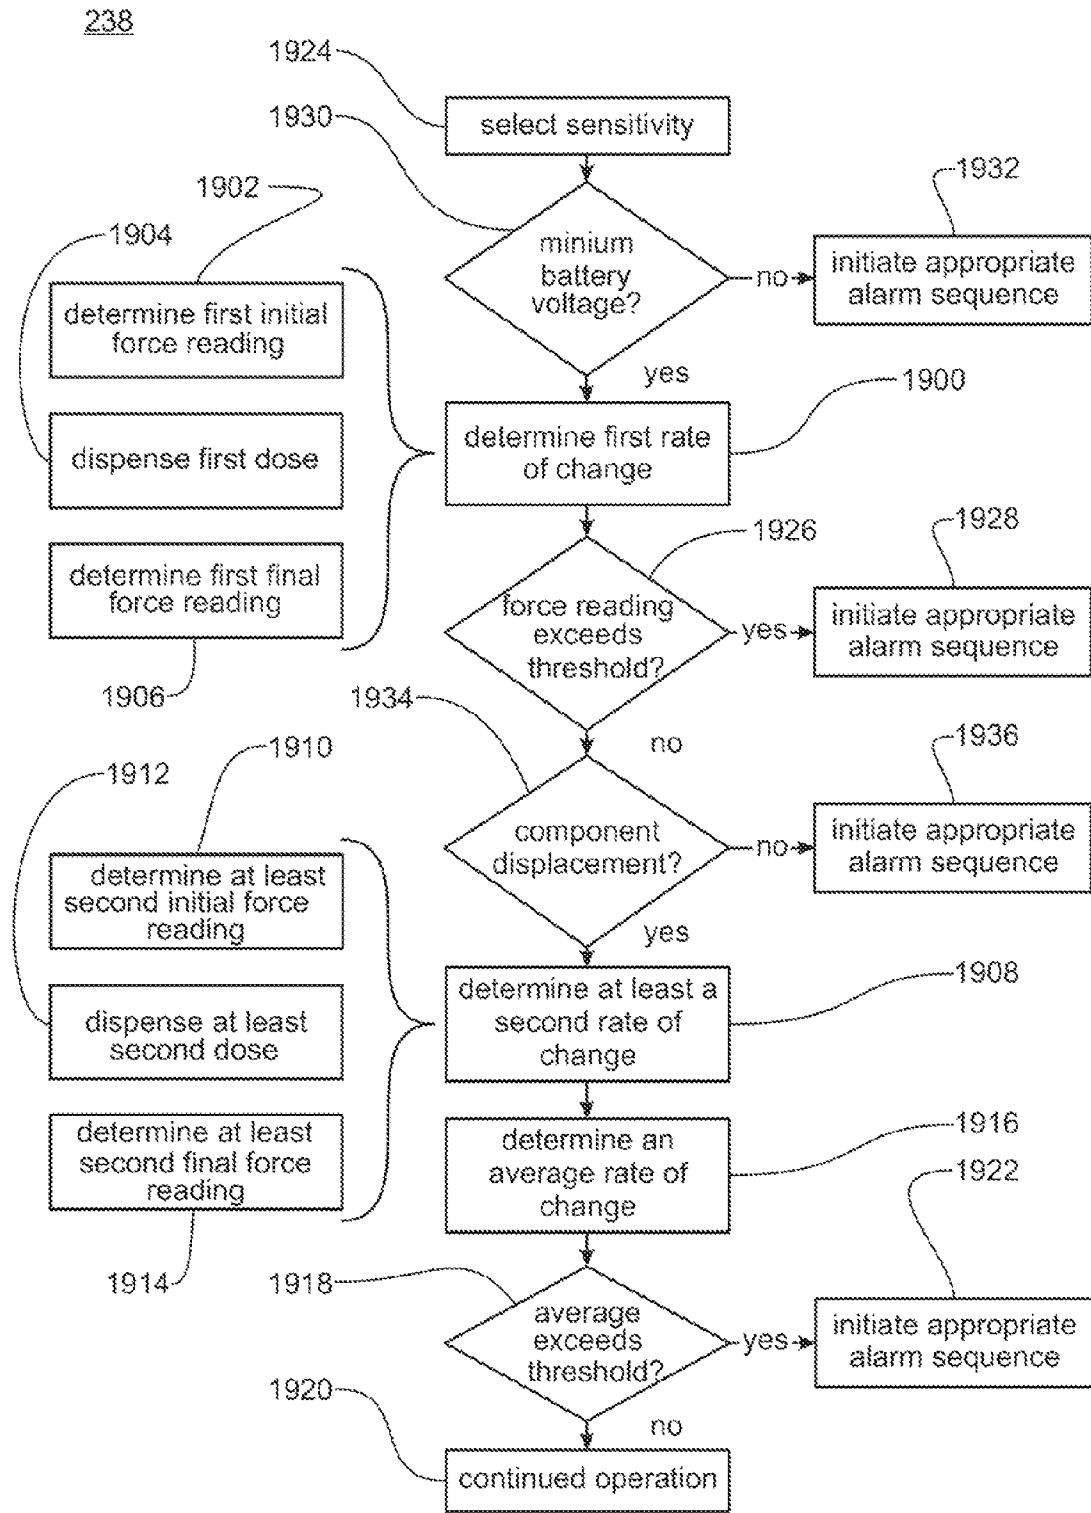 238
1924
select sensitivity
1930
minium
battery
voltage?
no
1932
initiate appropriate
alarm sequence
yes
1902
1904
determine first initial
force reading
dispense first dose
determine first final
force reading
1906
1900
determine first rate
of change
1926
force reading
exceeds
threshold?
yes
1928
initiate appropriate
alarm sequence
no
1934
component
displacement?
no
1936
initiate appropriate
alarm sequence
yes
1910
1912
determine at least
second initial force
reading
dispense at least
second dose
determine at least
second final force
reading
1914
1908
determine at least a
second rate of
change
1916
determine an
average rate of
change
1918
average
exceeds
threshold?
yes
1922
initiate appropriate
alarm sequence
no
1920
continued operation